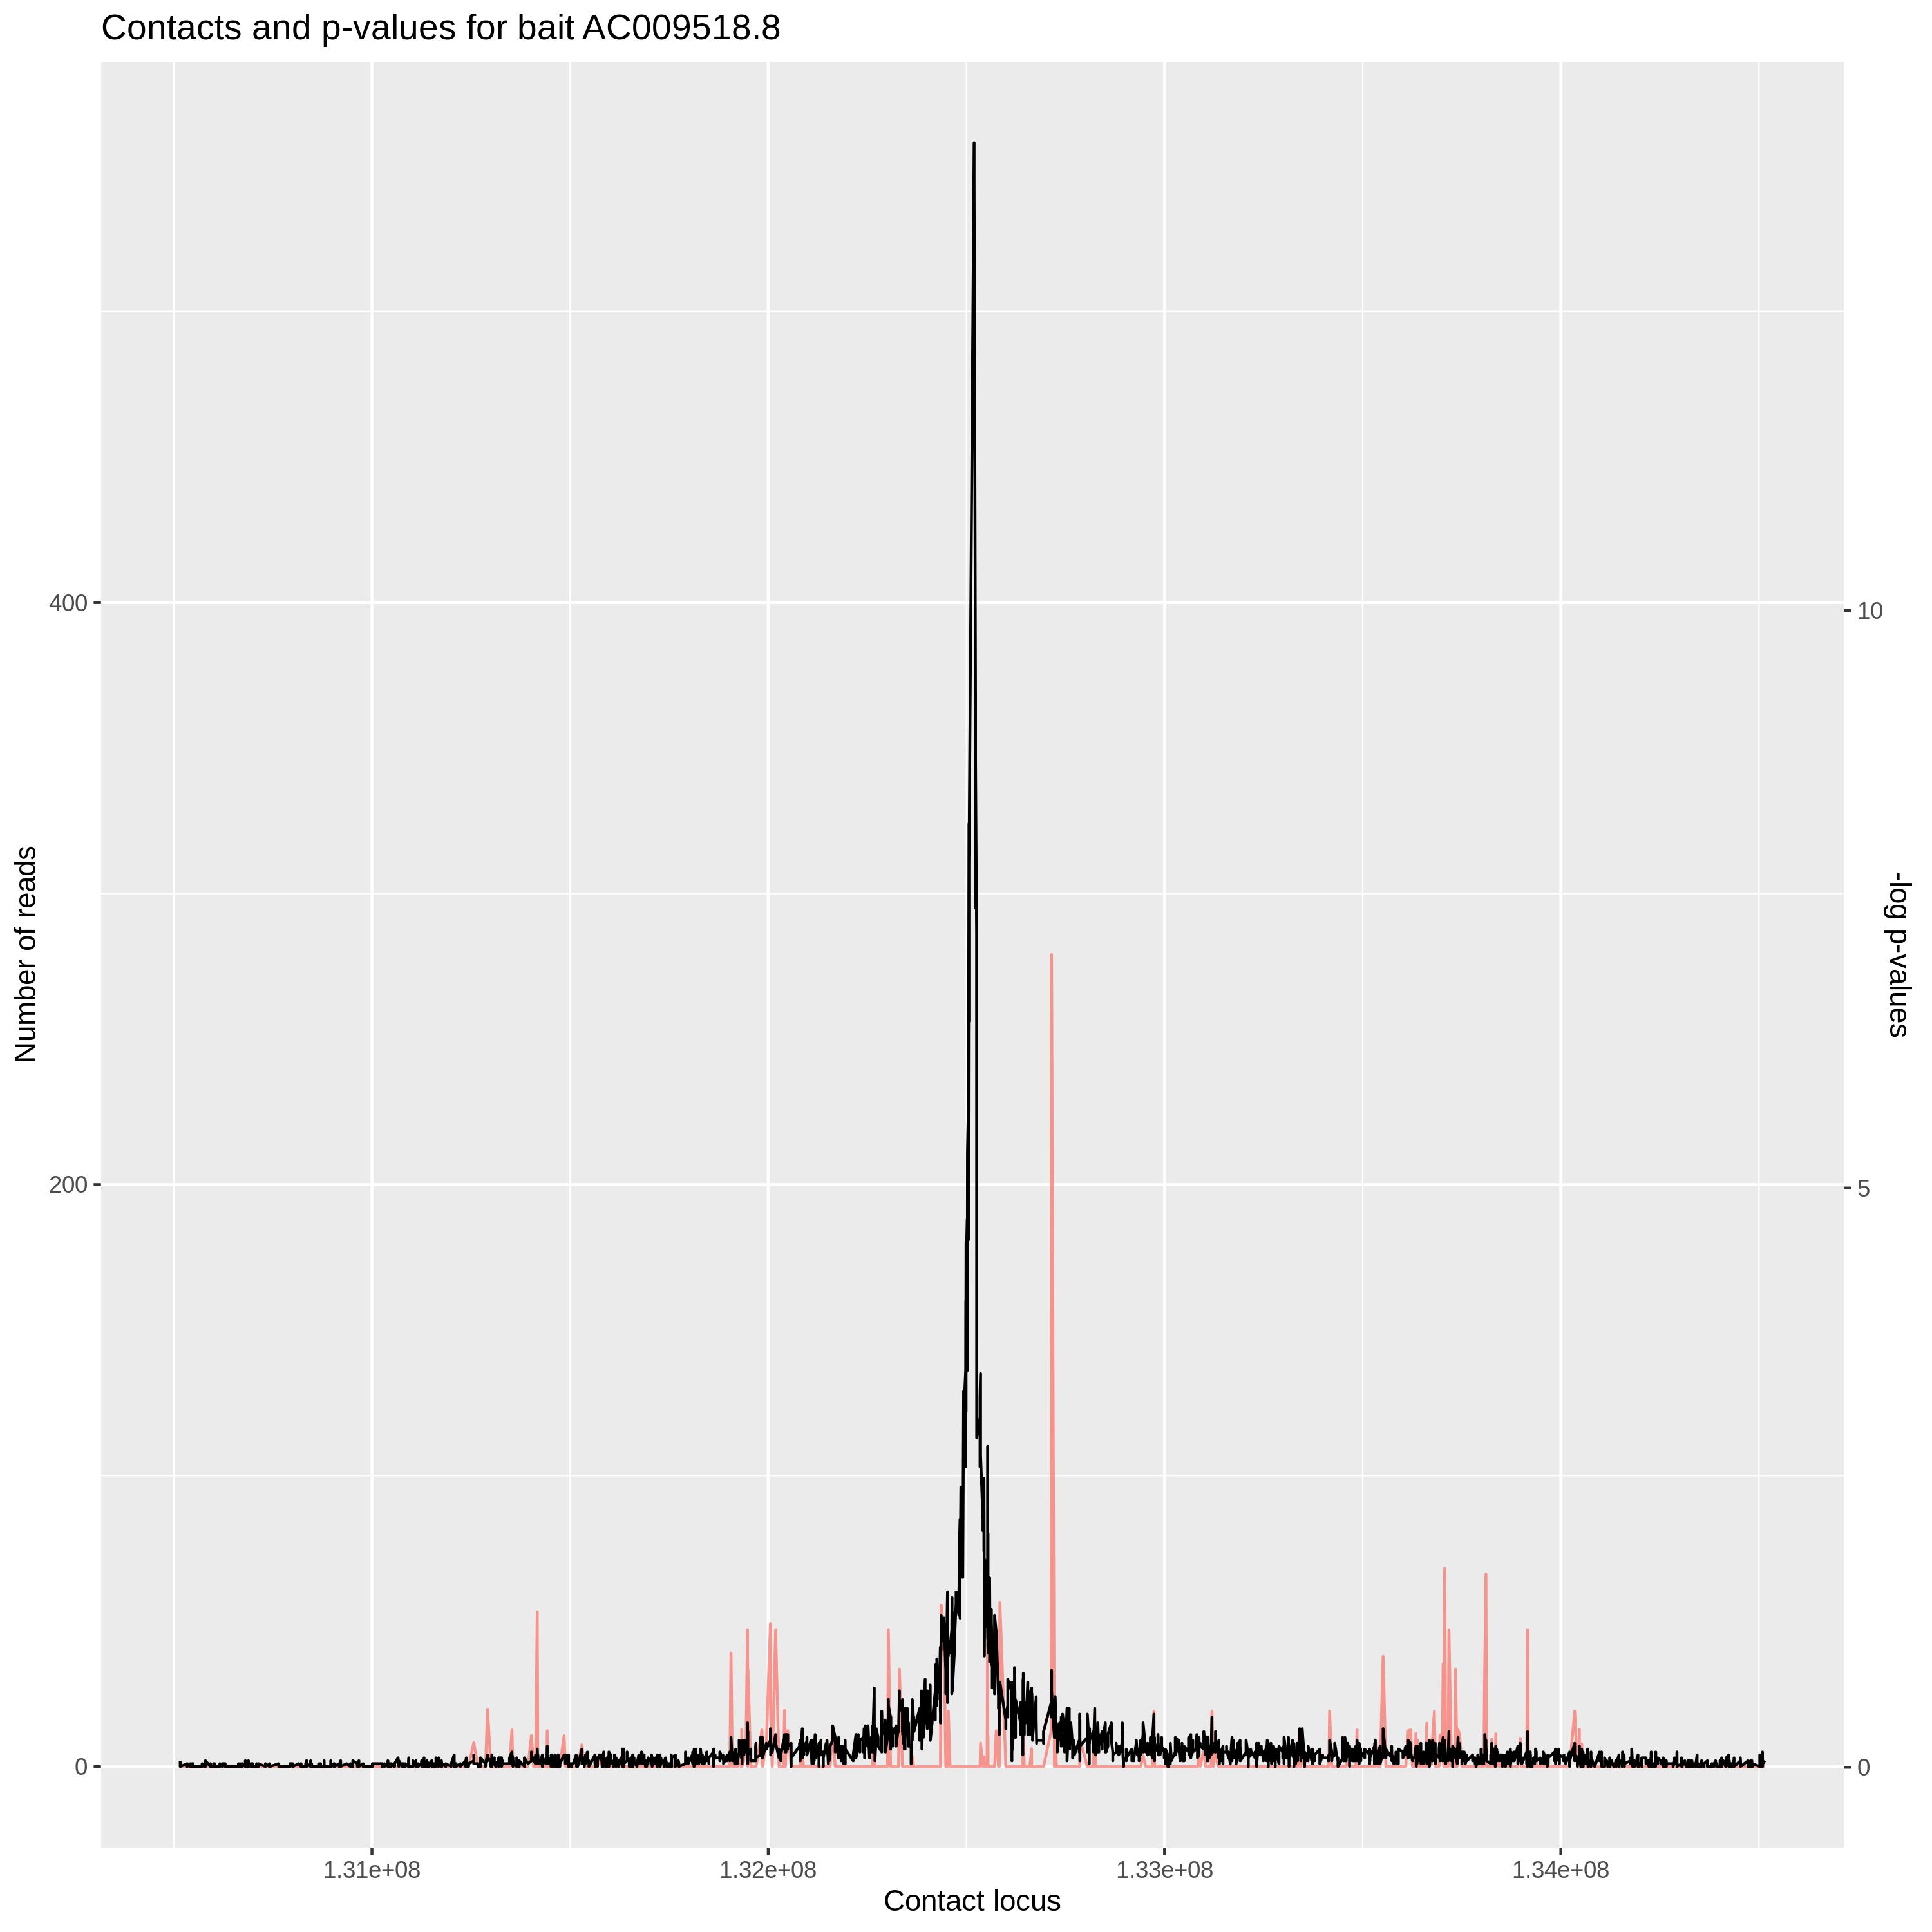 Contacts and p-values for bait AC009518.8
Number of reads
400
200
0
10
5
0
-log p-values
1.31e+08
1.32e+08
1.33e+08
1.34e+08
Contact locus